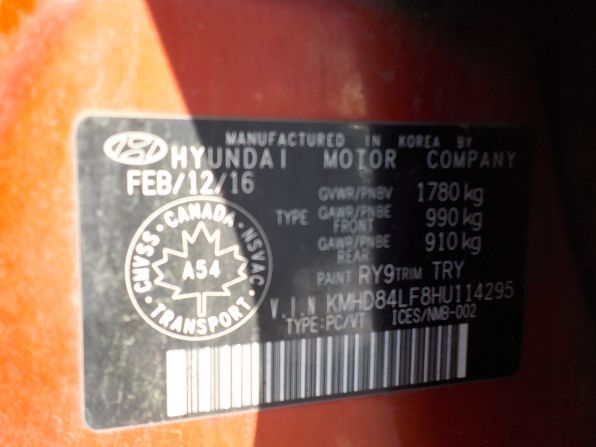 MANUFACTURED IN KOREA BY
HYUNDAI MOTOR COMPANY
FEB/12/16
GVWR/PNBV 1780 kg
TYPE GAWR/PNBE FRONT 990 kg
GAWR/PNBE REAR 910 kg
PAINT RY9 TRIM TRY
V.I.N KMHD84LF8HU114295
TYPE:PC/VT ICES/NMB-002
CMVSS · CANADA · NSVAC
A54
· TRANSPORT ·